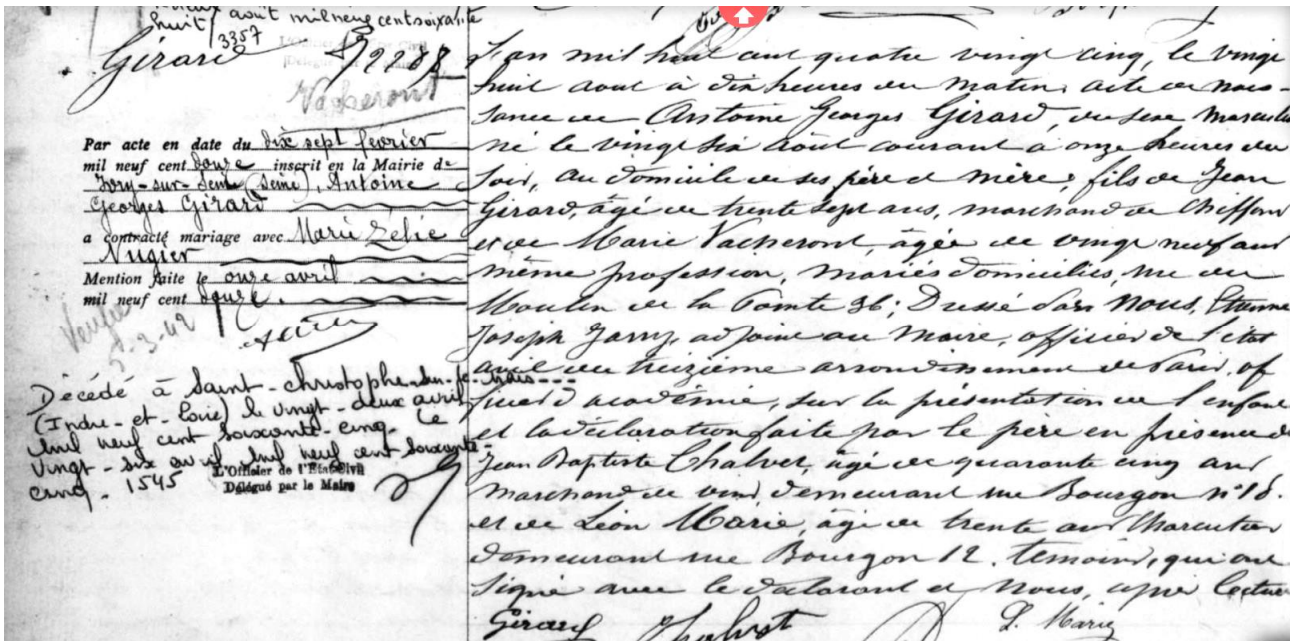 huit août mil neuf cent soixante
3357
Girard
L'Officier de l'Etat Civil
Délégué par le Maire
Vacheront
Par acte en date du dix sept février
mil neuf cent douze inscrit en la Mairie de
Ivry-sur-Seine (Seine), Antoine
Georges Girard
a contracté mariage avec Marie Zélie
Nugier
Mention faite le onze avril
mil neuf cent douze.
3-42
Décédé à Saint-Christophe-sur-le-Nais---
(Indre-et-Loire) le vingt-deux avril
mil neuf cent soixante-cinq. Le
vingt-six avril mil neuf cent soixante-
cinq. 1545
L'Officier de l'Etat Civil
Délégué par le Maire
L'an mil huit cent quatre vingt cinq, le vingt
huit août à dix heures du matin, acte de nais-
sance de Antoine Georges Girard, du sexe masculin
né le vingt six août courant à onze heures du
soir, au domicile de ses père et mère; fils de Jean
Girard, âgé de trente sept ans, marchand de chiffons
et de Marie Vacheront, âgée de vingt neuf ans
même profession, mariés domiciliés, rue du
Moulin de la Pointe 36; Dressé par nous, Etienne
Joseph Jarry, adjoint au Maire, officier de l'état
civil du treizième arrondissement de Paris, of
ficier d'académie, sur la présentation de l'enfant
et la déclaration faite par le père en présence de
Jean Baptiste Chalvet, âgé de quarante cinq ans
marchand de vins demeurant rue Bourgon n°
et de Léon Marie, âgé de trente ans charcutier
demeurant rue Bourgon 12. témoins, qui ont
signé avec le déclarant et nous, après lecture
Girard Chalvet L. Marie